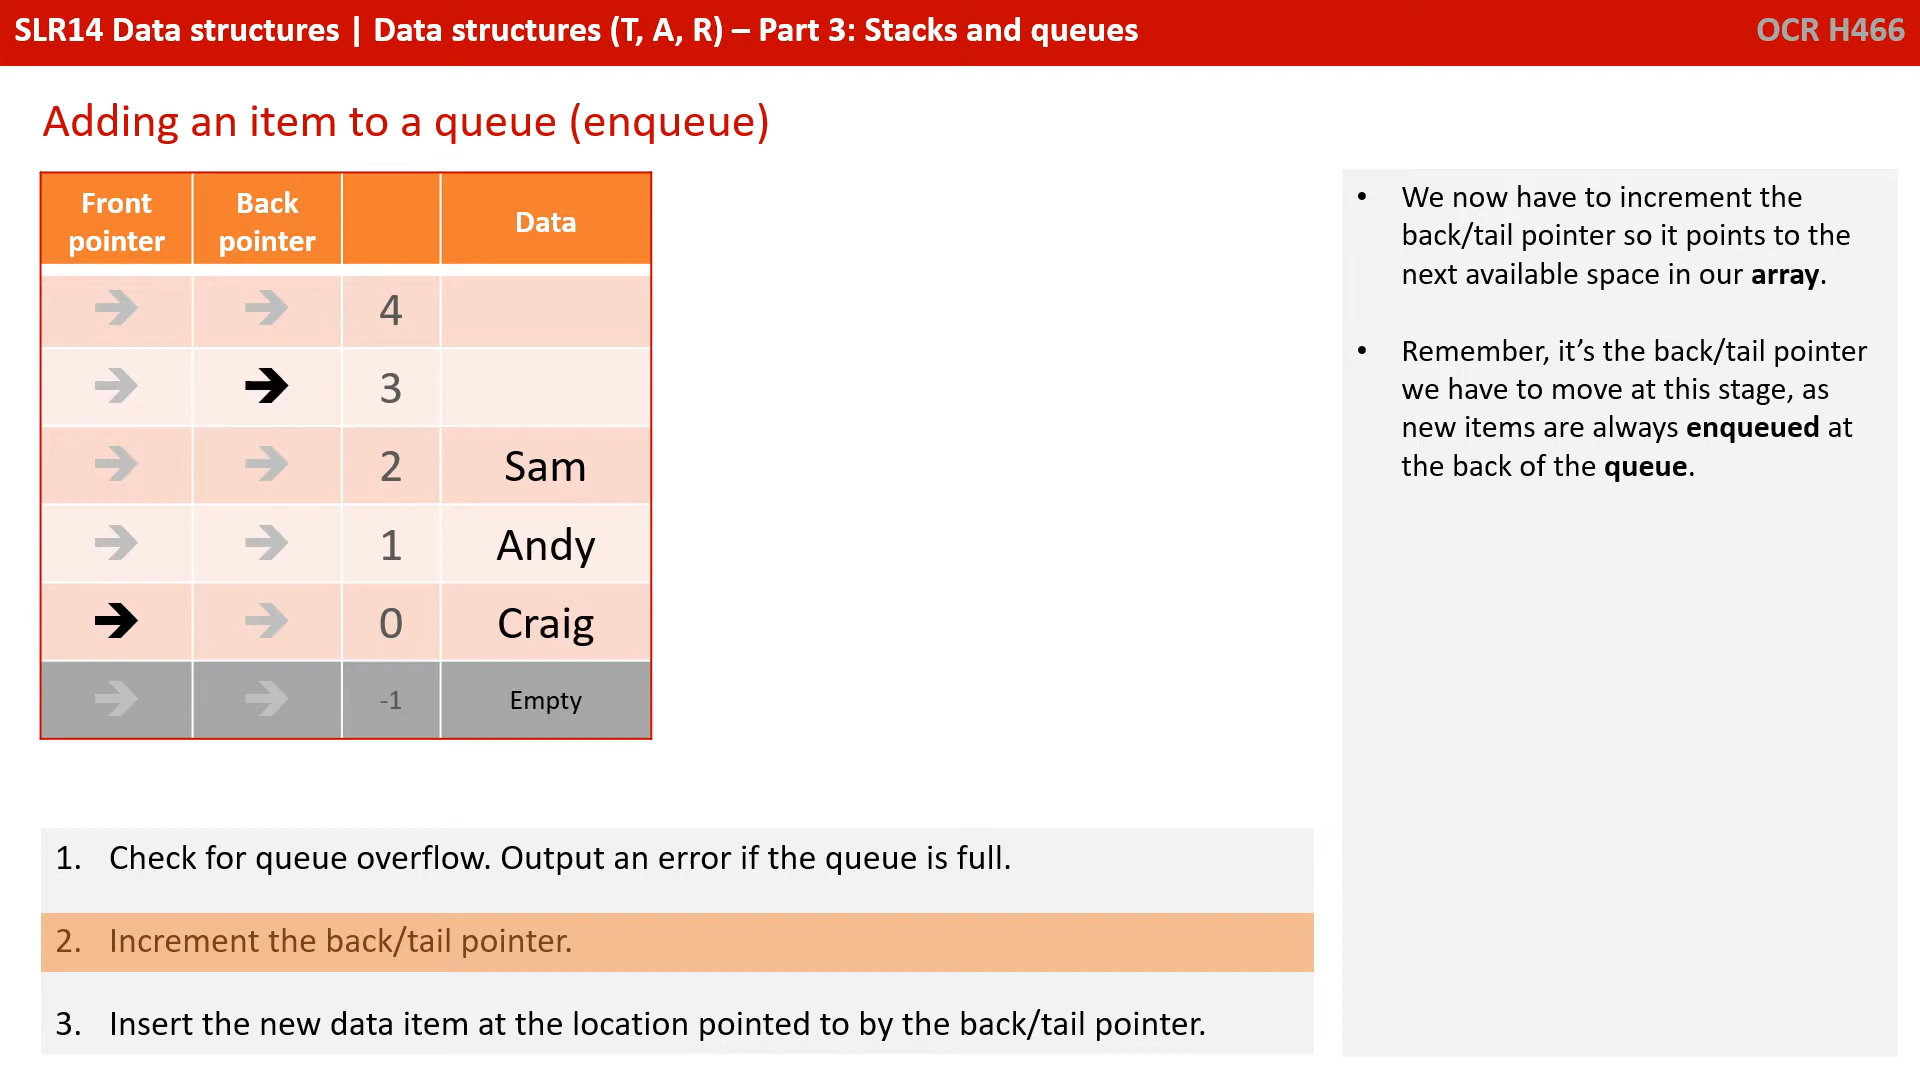 SLR14 Data structures | Data structures (T, A, R) – Part 3: Stacks and queues
OCR H466
Adding an item to a queue (enqueue)
Front pointer Back pointer Data
4
3
2 Sam
1 Andy
0 Craig
-1 Empty
• We now have to increment the
back/tail pointer so it points to the
next available space in our array.
• Remember, it’s the back/tail pointer
we have to move at this stage, as
new items are always enqueued at
the back of the queue.
1. Check for queue overflow. Output an error if the queue is full.
2. Increment the back/tail pointer.
3. Insert the new data item at the location pointed to by the back/tail pointer.